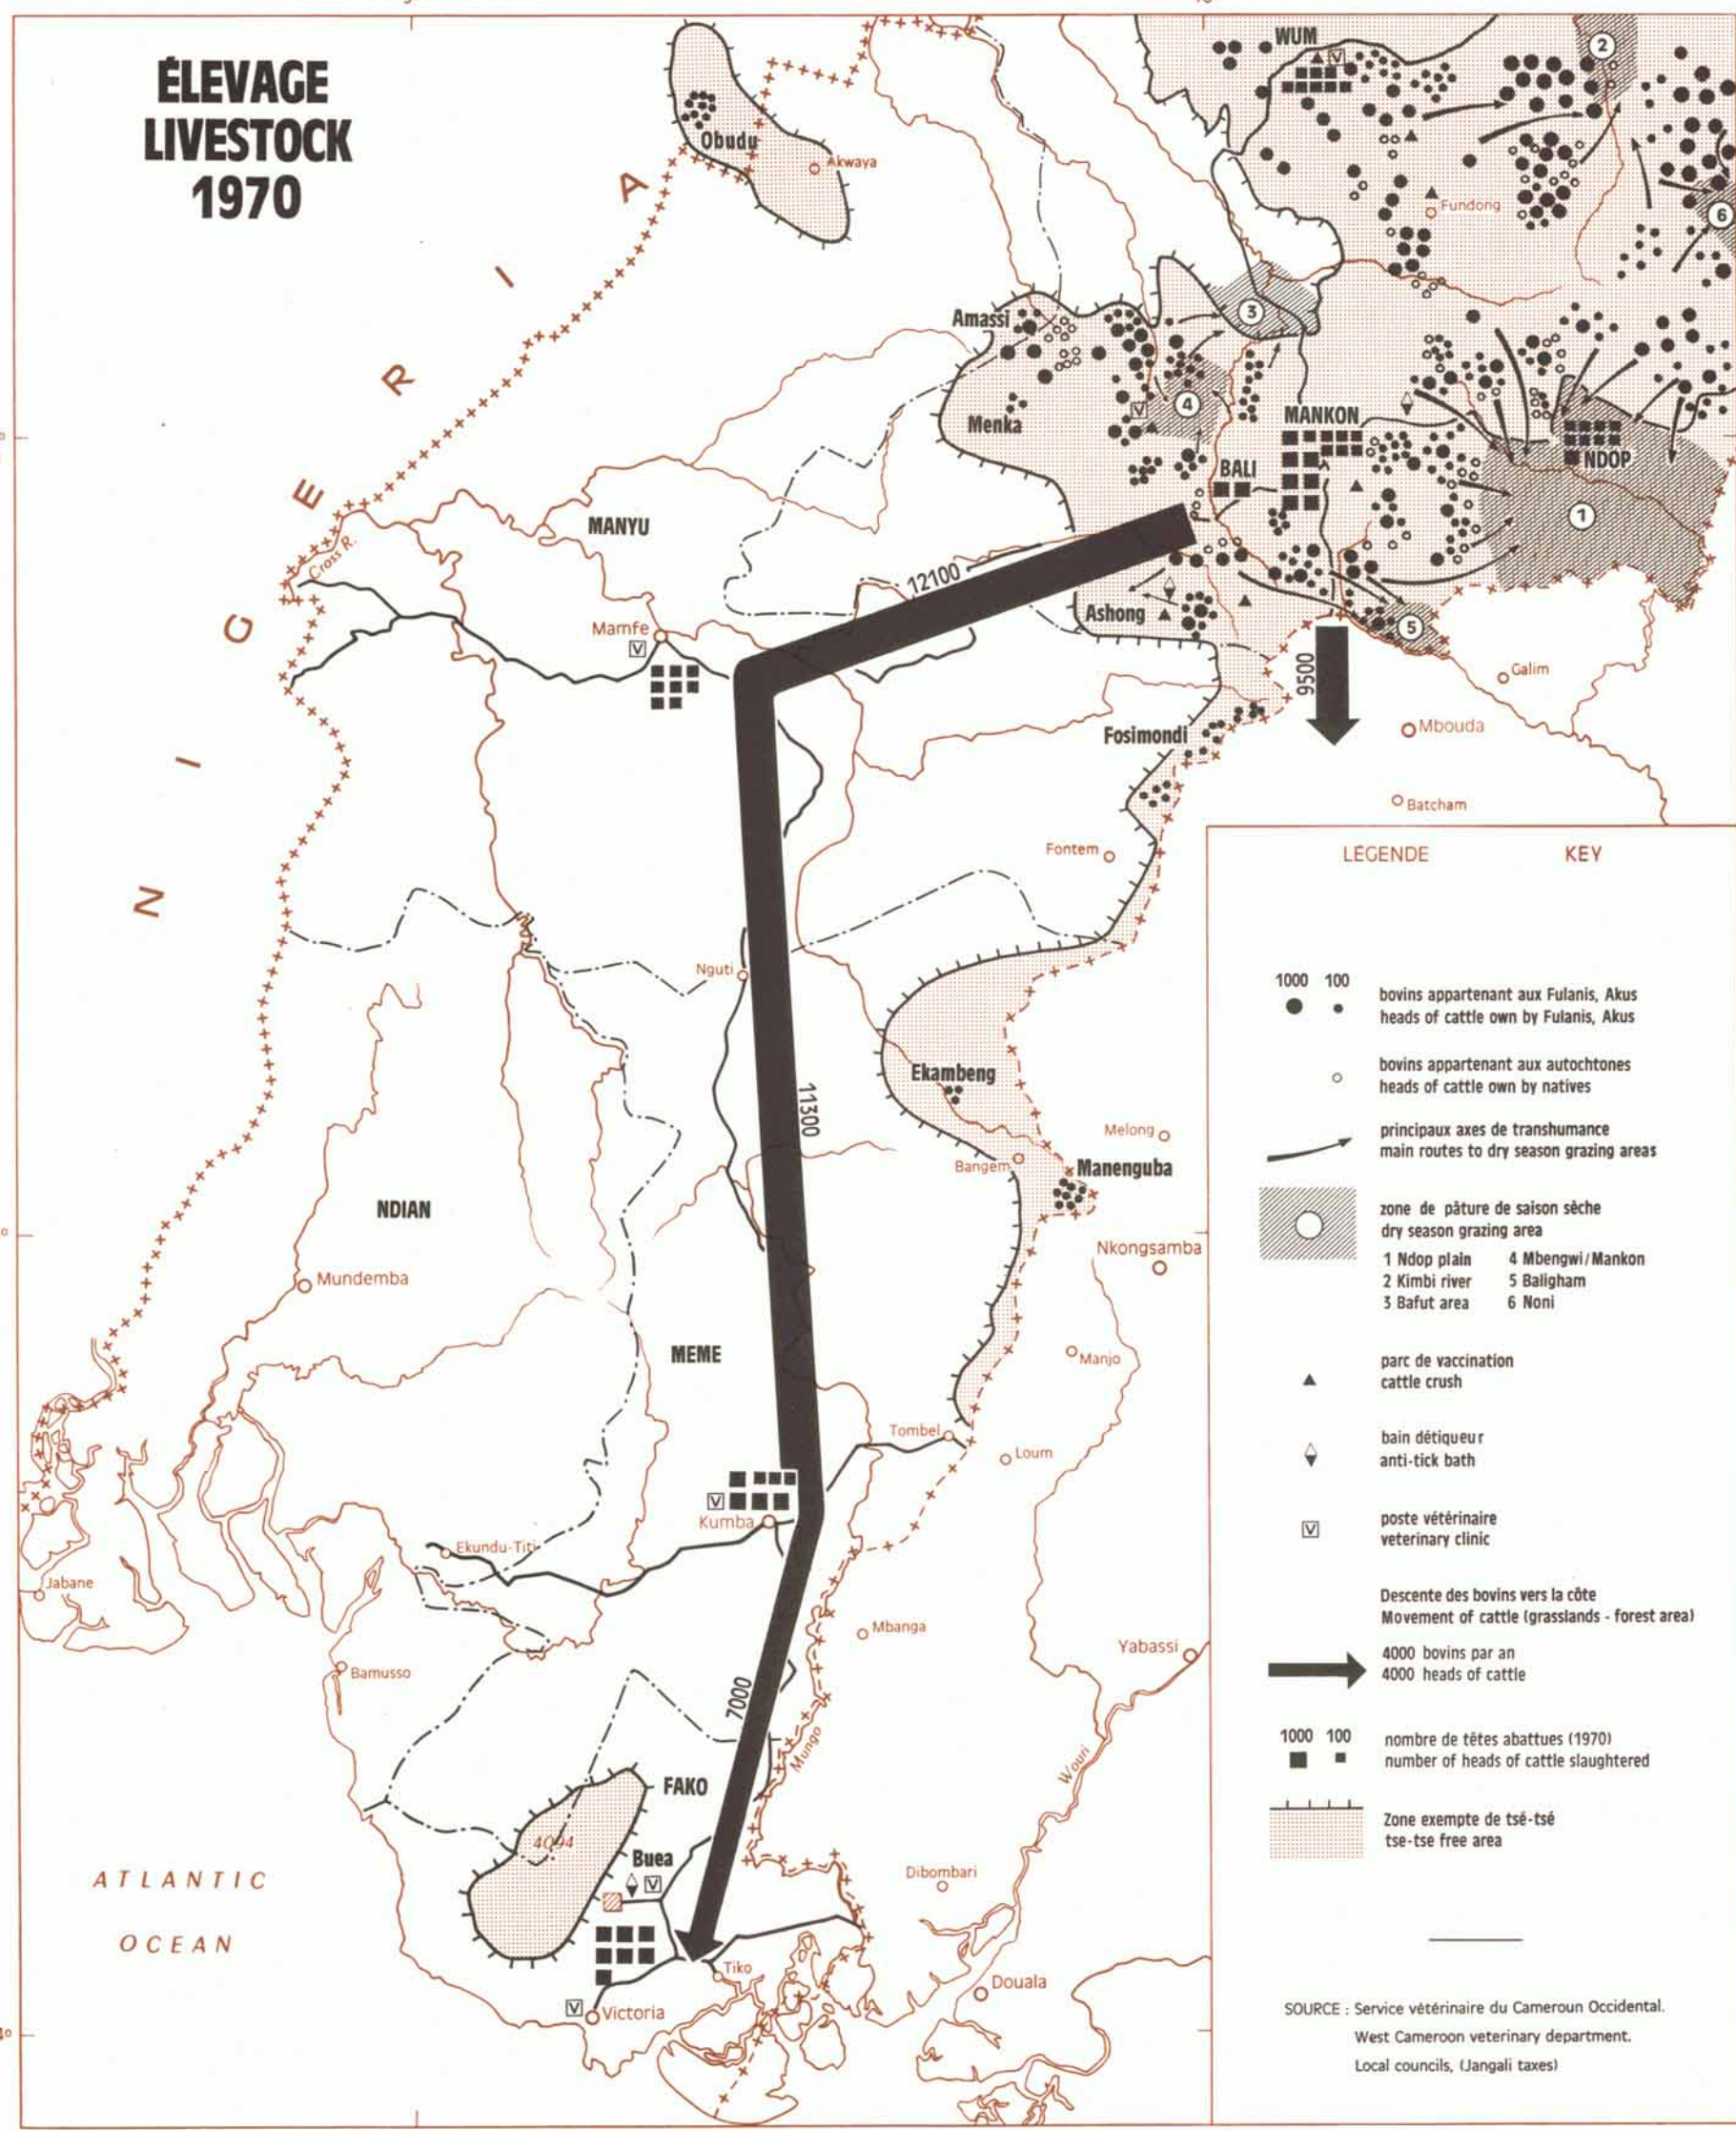 ÉLEVAGE
LIVESTOCK
1970
NIGERIA
Obudu
Akwaya
WUM
2
Fundong
6
3
Amassi
4
Menka
MANKON
BALI
NDOP
1
MANYU
Cross R.
12100
Mamfe
Ashong
5
9500
Galim
Fosimondi
Mbouda
Batcham
Fontem
Nguti
11300
Ekambeng
Melong
Bangem
Manenguba
NDIAN
Nkongsamba
Mundemba
MEME
Manjo
Tombel
Loum
Kumba
Ekundu-Titi
Jabane
Mbanga
Yabassi
Bamusso
7000
Mungo
Wouri
FAKO
4094
Buea
Dibombari
ATLANTIC
OCEAN
Tiko
Douala
Victoria
LÉGENDE KEY
1000 100
bovins appartenant aux Fulanis, Akus
heads of cattle own by Fulanis, Akus
bovins appartenant aux autochtones
heads of cattle own by natives
principaux axes de transhumance
main routes to dry season grazing areas
zone de pâture de saison sèche
dry season grazing area
1 Ndop plain 4 Mbengwi/Mankon
2 Kimbi river 5 Baligham
3 Bafut area 6 Noni
parc de vaccination
cattle crush
bain détiqueur
anti-tick bath
V
poste vétérinaire
veterinary clinic
Descente des bovins vers la côte
Movement of cattle (grasslands - forest area)
4000 bovins par an
4000 heads of cattle
1000 100
nombre de têtes abattues (1970)
number of heads of cattle slaughtered
Zone exempte de tsé-tsé
tse-tse free area
SOURCE : Service vétérinaire du Cameroun Occidental.
West Cameroon veterinary department.
Local councils, (Jangali taxes)